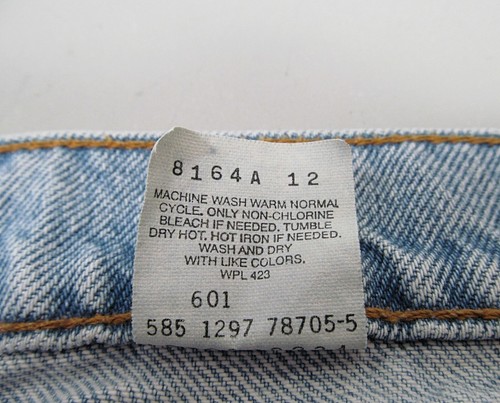 8164A 12
MACHINE WASH WARM NORMAL
CYCLE. ONLY NON-CHLORINE
BLEACH IF NEEDED. TUMBLE
DRY HOT. HOT IRON IF NEEDED.
WASH AND DRY
WITH LIKE COLORS.
WPL 423
601
585 1297 78705-5